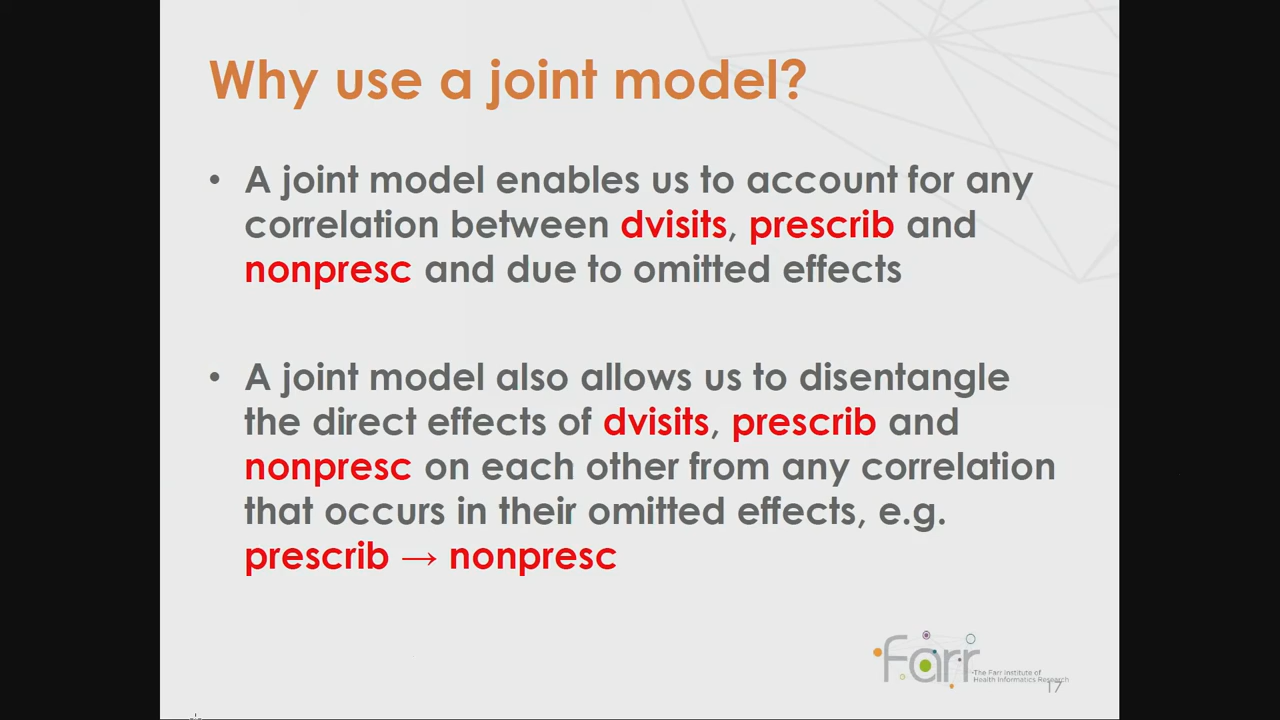 Why use a joint model?
• A joint model enables us to account for any
correlation between dvisits, prescrib and
nonpresc and due to omitted effects
• A joint model also allows us to disentangle
the direct effects of dvisits, prescrib and
nonpresc on each other from any correlation
that occurs in their omitted effects, e.g.
prescrib → nonpresc
farr
The Farr Institute of
Health Informatics Research
17